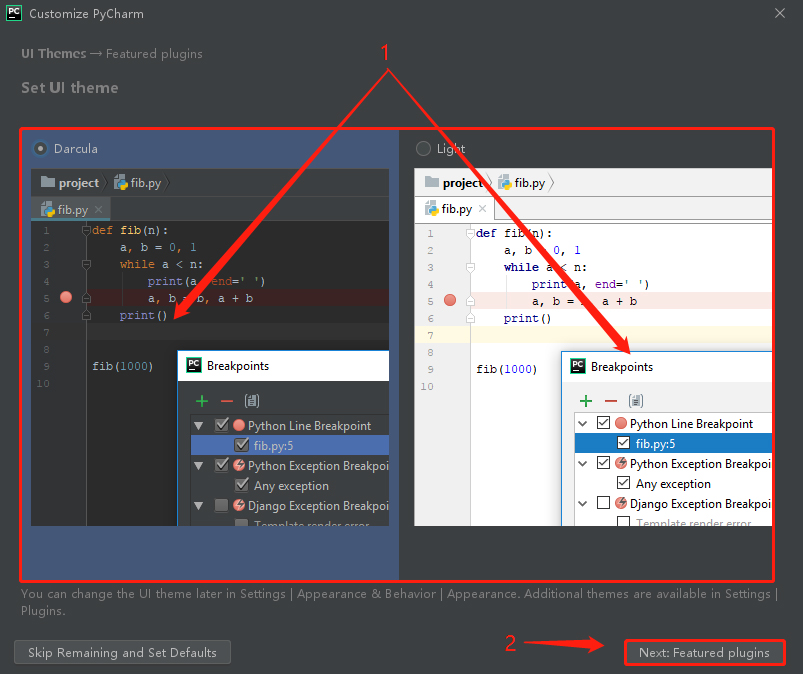 Customize PyCharm
1
UI Themes → Featured plugins
Set UI theme
Darcula
project
fib.py
fib.py
1 def fib(n):
2 a, b = 0, 1
3 while a < n:
4 print(a, end=' ')
5 a, b = b, a + b
6 print()
7
8
9 fib(1000)
10
Breakpoints
Python Line Breakpoint
fib.py:5
Python Exception Breakpoi
Any exception
Django Exception Breakpoi
Template render error
Light
project
fib.py
fib.py
1 def fib(n):
2 a, b = 0, 1
3 while a < n:
4 print(a, end=' ')
5 a, b = b, a + b
6 print()
7
8
9 fib(1000)
10
Breakpoints
Python Line Breakpoint
fib.py:5
Python Exception Breakpoi
Any exception
Django Exception Breakpoi
Template render error
You can change the UI theme later in Settings | Appearance & Behavior | Appearance. Additional themes are available in Settings |
Plugins.
Skip Remaining and Set Defaults
2
Next: Featured plugins